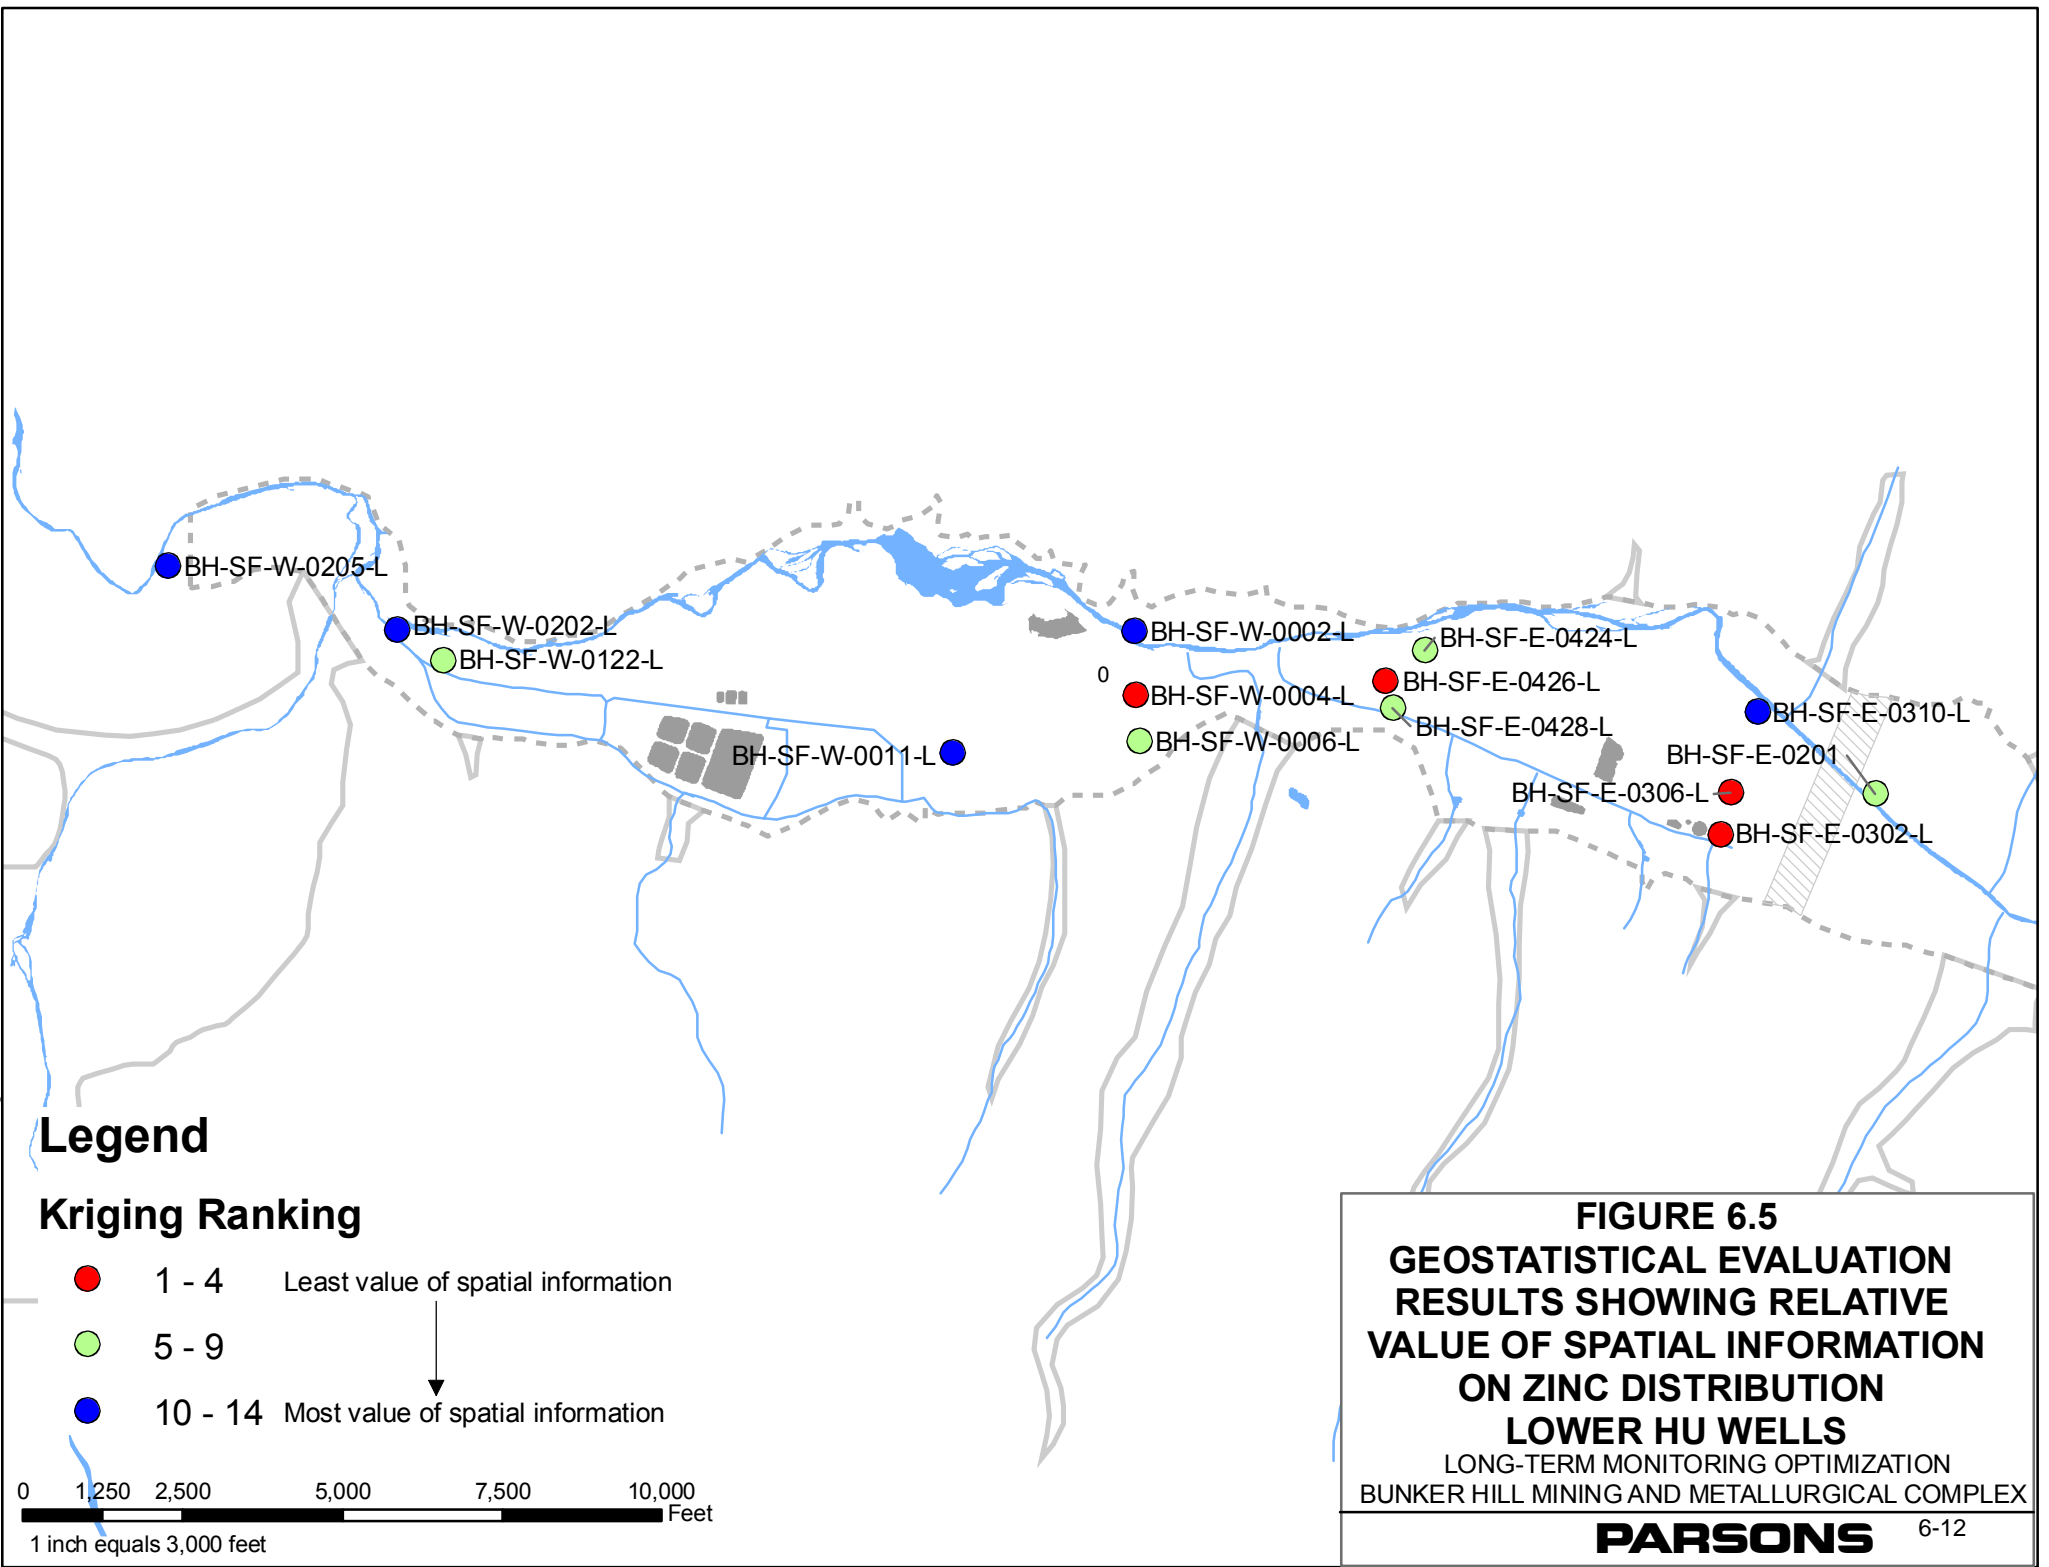 BH-SF-W-0205-L
BH-SF-W-0202-L
BH-SF-W-0122-L
BH-SF-W-0002-L
BH-SF-E-0424-L
0
BH-SF-W-0004-L
BH-SF-E-0426-L
BH-SF-E-0428-L
BH-SF-E-0310-L
BH-SF-W-0006-L
BH-SF-W-0011-L
BH-SF-E-0201
BH-SF-E-0306-L
BH-SF-E-0302-L
Legend
Kriging Ranking
1 - 4 Least value of spatial information
5 - 9
10 - 14 Most value of spatial information
0 1,250 2,500 5,000 7,500 10,000
Feet
1 inch equals 3,000 feet
FIGURE 6.5
GEOSTATISTICAL EVALUATION
RESULTS SHOWING RELATIVE
VALUE OF SPATIAL INFORMATION
ON ZINC DISTRIBUTION
LOWER HU WELLS
LONG-TERM MONITORING OPTIMIZATION
BUNKER HILL MINING AND METALLURGICAL COMPLEX
PARSONS 6-12